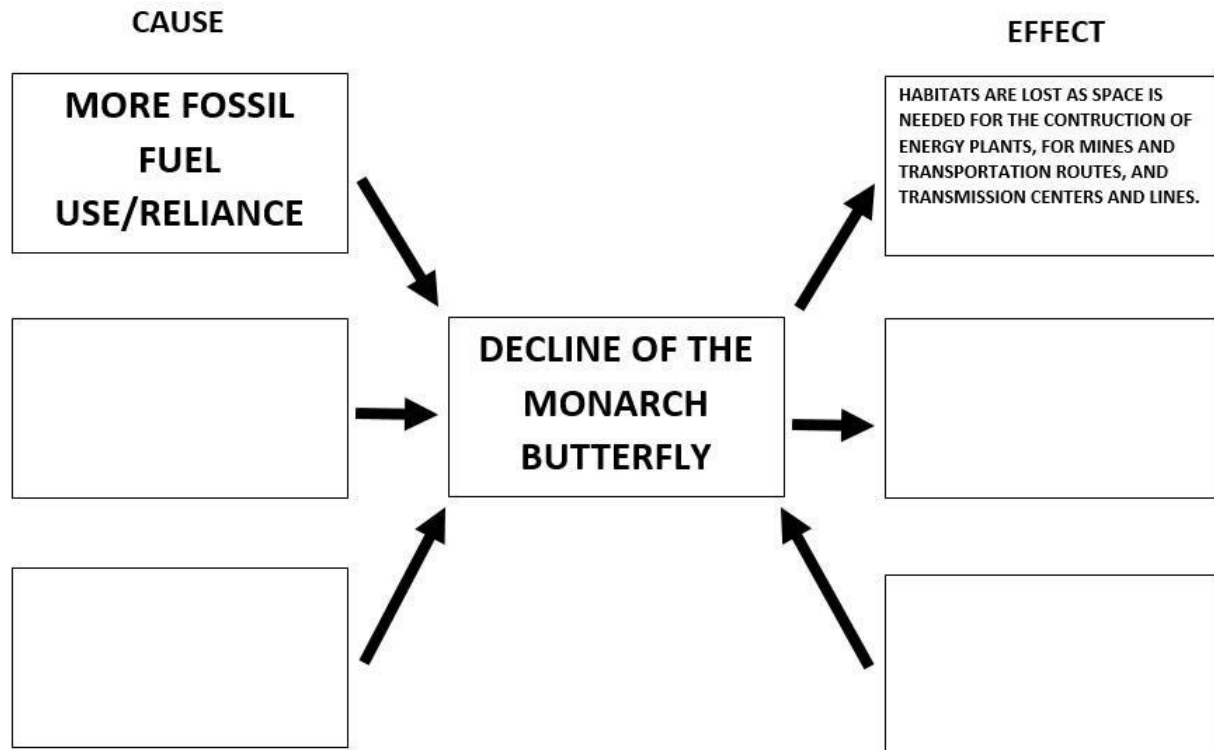 CAUSE
EFFECT
MORE FOSSIL
FUEL
USE/RELIANCE
HABITATS ARE LOST AS SPACE IS
NEEDED FOR THE CONTRUCTION OF
ENERGY PLANTS, FOR MINES AND
TRANSPORTATION ROUTES, AND
TRANSMISSION CENTERS AND LINES.
DECLINE OF THE
MONARCH
BUTTERFLY